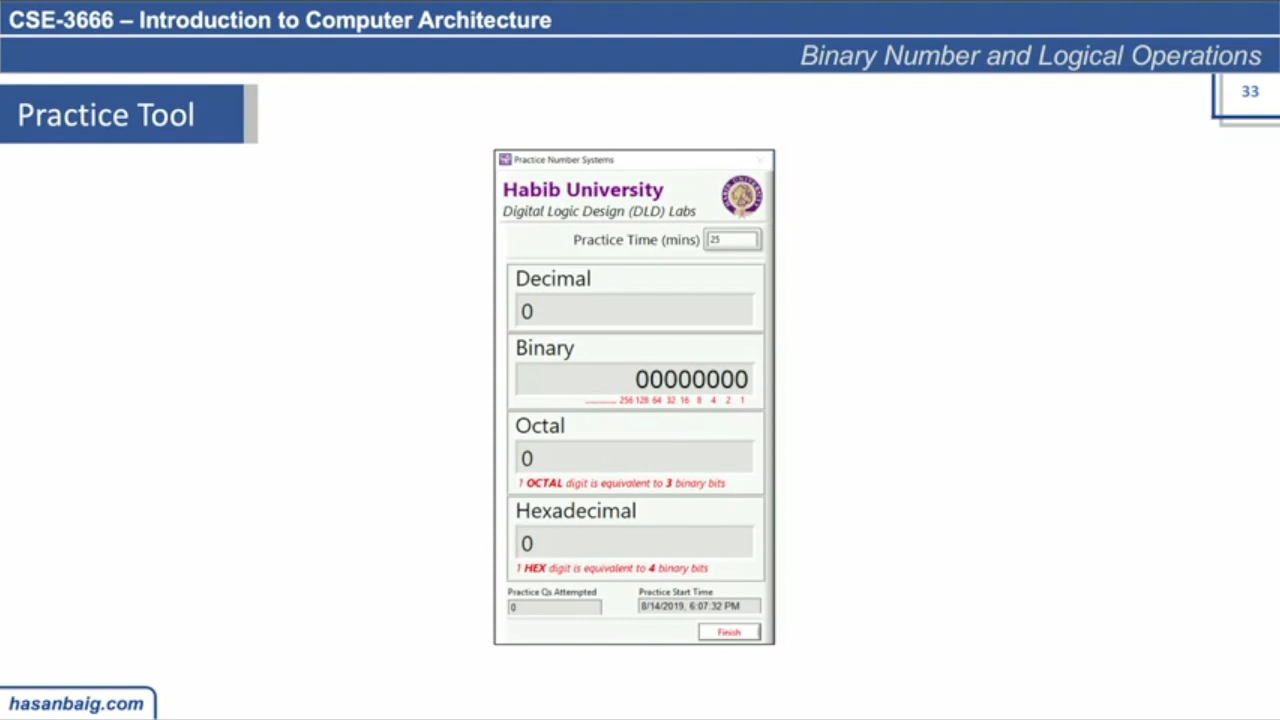 CSE-3666 – Introduction to Computer Architecture
Binary Number and Logical Operations
33
Practice Tool
Practice Number Systems
Habib University
Digital Logic Design (DLD) Labs
Practice Time (mins) 25
Decimal
0
Binary
00000000
256 128 64 32 16 8 4 2 1
Octal
0
1 OCTAL digit is equivalent to 3 binary bits
Hexadecimal
0
1 HEX digit is equivalent to 4 binary bits
Practice Qs Attempted Practice Start Time
0 8/14/2019, 6:07:32 PM
Finish
hasanbaig.com